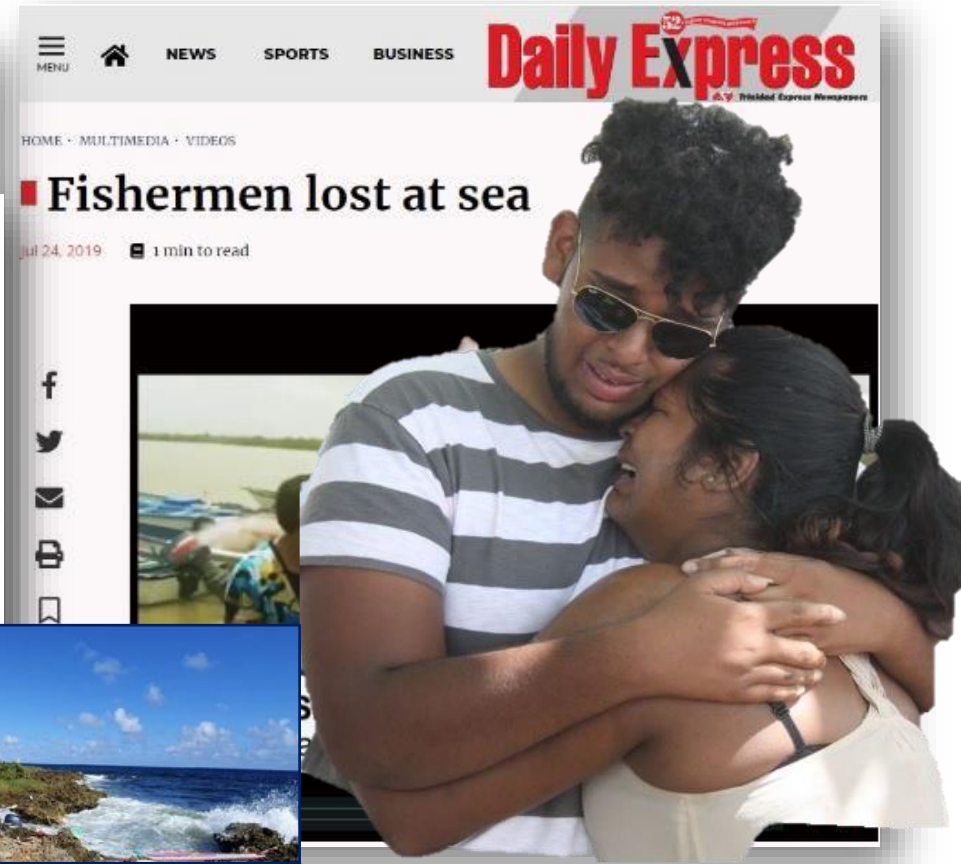 MENU NEWS SPORTS BUSINESS Daily Express
Trinidad Express Newspapers
HOME · MULTIMEDIA · VIDEOS
Fishermen lost at sea
Jul 24, 2019 1 min to read